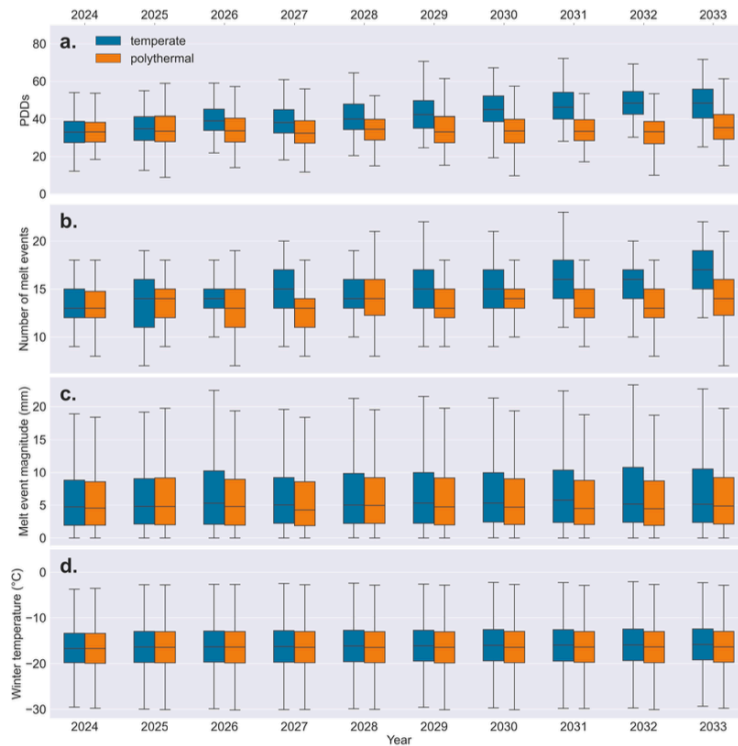 2024 2025 2026 2027 2028 2029 2030 2031 2032 2033
a.
temperate
polythermal
PDDs
80
60
40
20
0
b.
Number of melt events
20
15
10
c.
Melt event magnitude (mm)
20
15
10
5
0
d.
Winter temperature (°C)
0
−10
−20
−30
2024 2025 2026 2027 2028 2029 2030 2031 2032 2033
Year